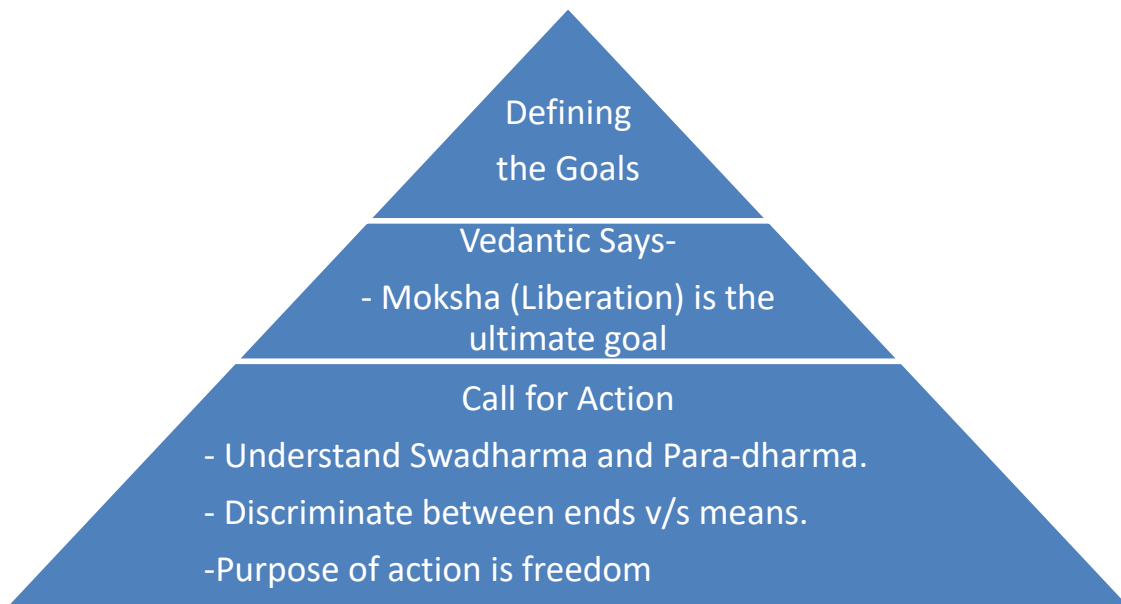 Defining
the Goals
Vedantic Says-
- Moksha (Liberation) is the
ultimate goal
Call for Action
- Understand Swadharma and Para-dharma.
- Discriminate between ends v/s means.
-Purpose of action is freedom